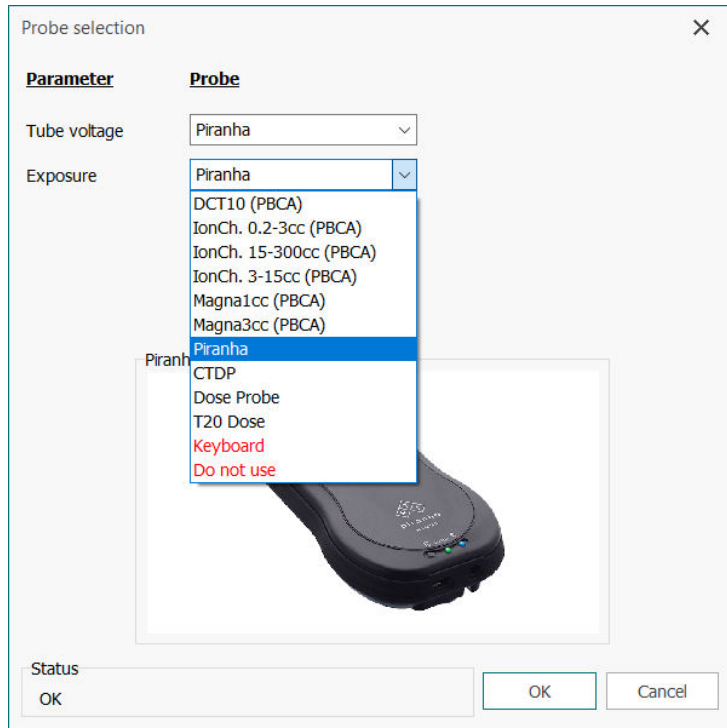 Probe selection
Parameter Probe
Tube voltage Piranha
Exposure Piranha
DCT10 (PBCA)
IonCh. 0.2-3cc (PBCA)
IonCh. 15-300cc (PBCA)
IonCh. 3-15cc (PBCA)
Magna1cc (PBCA)
Magna3cc (PBCA)
Piranha
CTDP
Dose Probe
T20 Dose
Keyboard
Do not use
Piranh
piranha
Status
OK
OK Cancel